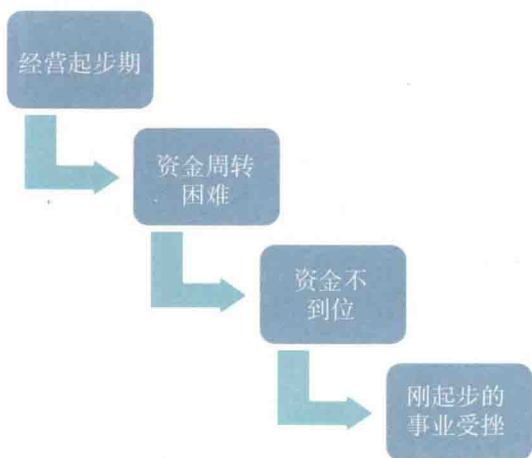 经营起步期
资金周转
困难
资金不
到位
刚起步的
事业受挫